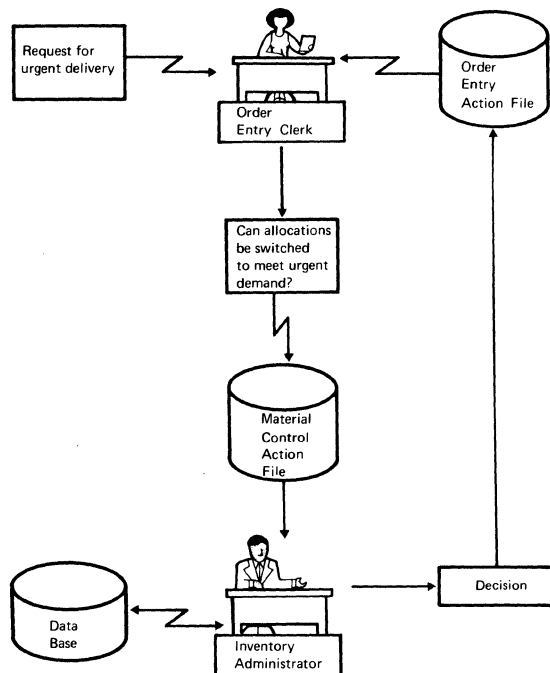 Request for
urgent delivery
Order
Entry Clerk
Order
Entry
Action File
Can allocations
be switched
to meet urgent
demand?
Material
Control
Action
File
Data
Base
Inventory
Administrator
Decision